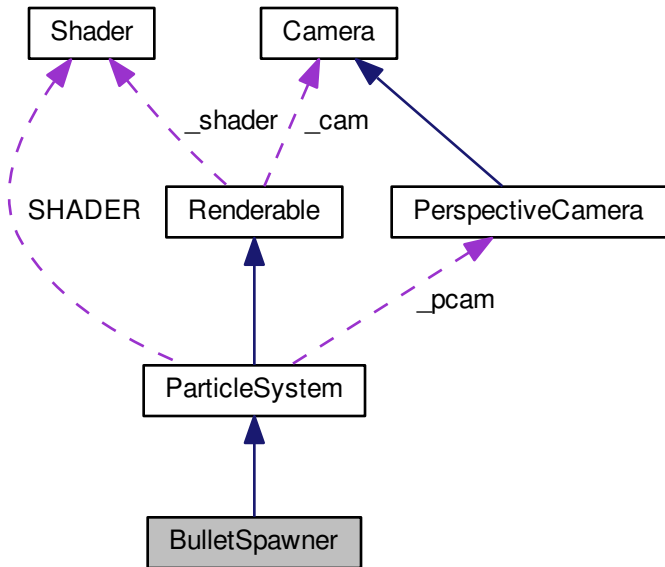 Shader
Camera
_shader
_cam
SHADER
Renderable
PerspectiveCamera
_pcam
ParticleSystem
BulletSpawner